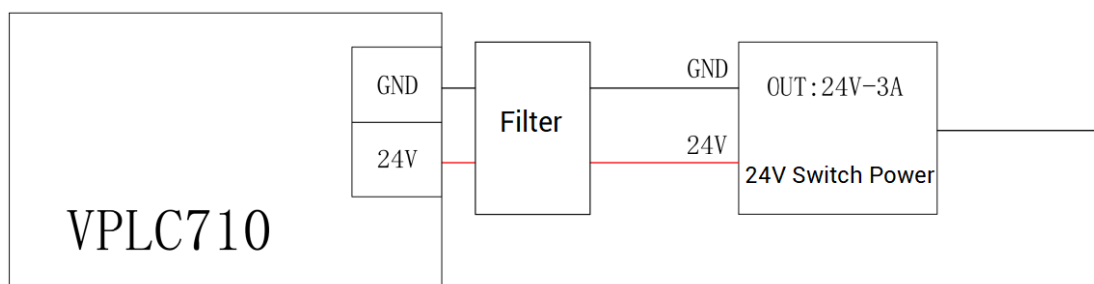 GND
24V
VPLC710
Filter
GND
24V
OUT:24V-3A
24V Switch Power